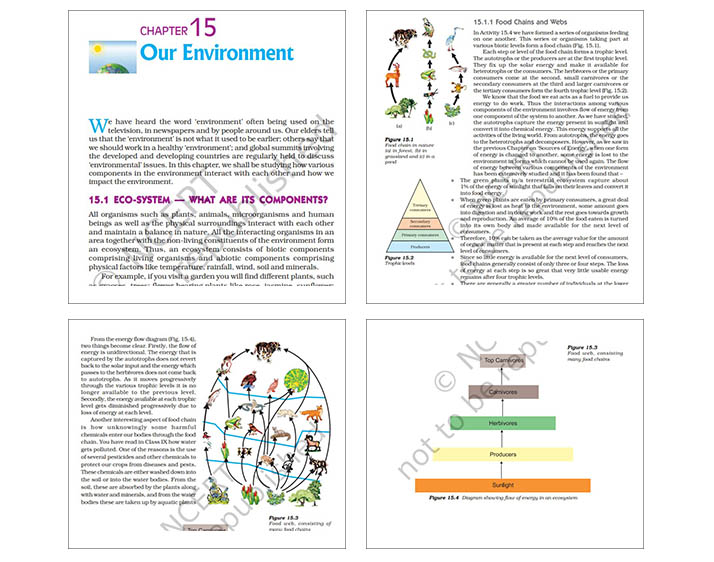 CHAPTER 15
Our Environment
We have heard the word 'environment' often being used on the
television, in newspapers and by people around us. Our elders tell
us that the 'environment' is not what it used to be earlier; others say that
we should work in a healthy 'environment'; and global summits involving
the developed and developing countries are regularly held to discuss
'environmental' issues. In this chapter, we shall be studying how various
components in the environment interact with each other and how we
impact the environment.
15.1 ECO-SYSTEM — WHAT ARE ITS COMPONENTS?
All organisms such as plants, animals, microorganisms and human
beings as well as the physical surroundings interact with each other
and maintain a balance in nature. All the interacting organisms in an
area together with the non-living constituents of the environment form
an ecosystem. Thus, an ecosystem consists of biotic components
comprising living organisms and abiotic components comprising
physical factors like temperature, rainfall, wind, soil and minerals.
For example, if you visit a garden you will find different plants, such
as grasses, trees; flower bearing plants like rose, jasmine, sunflower;
15.1.1 Food Chains and Webs
In Activity 15.4 we have formed a series of organisms feeding
on one another. This series or organisms taking part at
various biotic levels form a food chain (Fig. 15.1).
Each step or level of the food chain forms a trophic level.
The autotrophs or the producers are at the first trophic level.
They fix up the solar energy and make it available for
heterotrophs or the consumers. The herbivores or the primary
consumers come at the second, small carnivores or the
secondary consumers at the third and larger carnivores or the
tertiary consumers form the fourth trophic level (Fig. 15.2).
We know that the food we eat acts as a fuel to provide us
energy to do work. Thus the interactions among various
components of the environment involves flow of energy from
one component of the system to another. As we have studied,
the autotrophs capture the energy present in sunlight and
convert it into chemical energy. This energy supports all the
activities of the living world. From autotrophs, the energy goes
to the heterotrophs and decomposers. However, as we saw in
the previous Chapter on 'Sources of Energy', when one form
of energy is changed to another, some energy is lost to the
environment in forms which cannot be used again. The flow
of energy between various components of the environment
has been extensively studied and it has been found that –
The green plants in a terrestrial ecosystem capture about
1% of the energy of sunlight that falls on their leaves and convert it
into food energy.
When green plants are eaten by primary consumers, a great deal
of energy is lost as heat to the environment, some amount goes
into digestion and in doing work and the rest goes towards growth
and reproduction. An average of 10% of the food eaten is turned
into its own body and made available for the next level of
consumers.
Therefore, 10% can be taken as the average value for the amount
of organic matter that is present at each step and reaches the next
level of consumers.
Since so little energy is available for the next level of consumers,
food chains generally consist of only three or four steps. The loss
of energy at each step is so great that very little usable energy
remains after four trophic levels.
There are generally a greater number of individuals at the lower
(a) (b) (c)
Figure 15.1
Food chain in nature
(a) in forest, (b) in
grassland and (c) in a
pond
Tertiary
consumers
Secondary
consumers
Primary consumers
Producers
Figure 15.2
Trophic levels
From the energy flow diagram (Fig. 15.4),
two things become clear. Firstly, the flow of
energy is unidirectional. The energy that is
captured by the autotrophs does not revert
back to the solar input and the energy which
passes to the herbivores does not come back
to autotrophs. As it moves progressively
through the various trophic levels it is no
longer available to the previous level.
Secondly, the energy available at each trophic
level gets diminished progressively due to
loss of energy at each level.
Another interesting aspect of food chain
is how unknowingly some harmful
chemicals enter our bodies through the food
chain. You have read in Class IX how water
gets polluted. One of the reasons is the use
of several pesticides and other chemicals to
protect our crops from diseases and pests.
These chemicals are either washed down into
the soil or into the water bodies. From the
soil, these are absorbed by the plants along
with water and minerals, and from the water
bodies these are taken up by aquatic plants
Figure 15.3
Food web, consisting of
many food chains
Top Carnivores
Figure 15.3
Food web, consisting
many food chains
Top Carnivores
Carnivores
Herbivores
Producers
Sunlight
Figure 15.4 Diagram showing flow of energy in an ecosystem